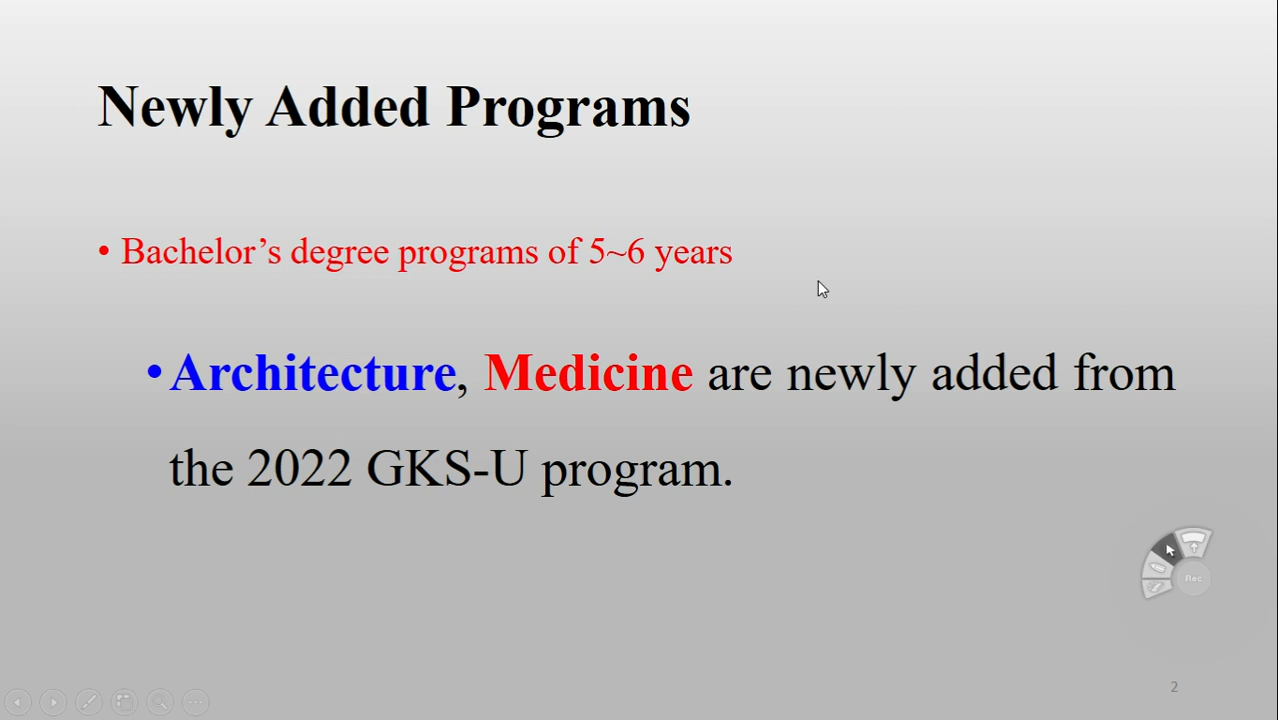 Newly Added Programs
• Bachelor’s degree programs of 5~6 years
• Architecture, Medicine are newly added from
the 2022 GKS-U program.
Rec
2